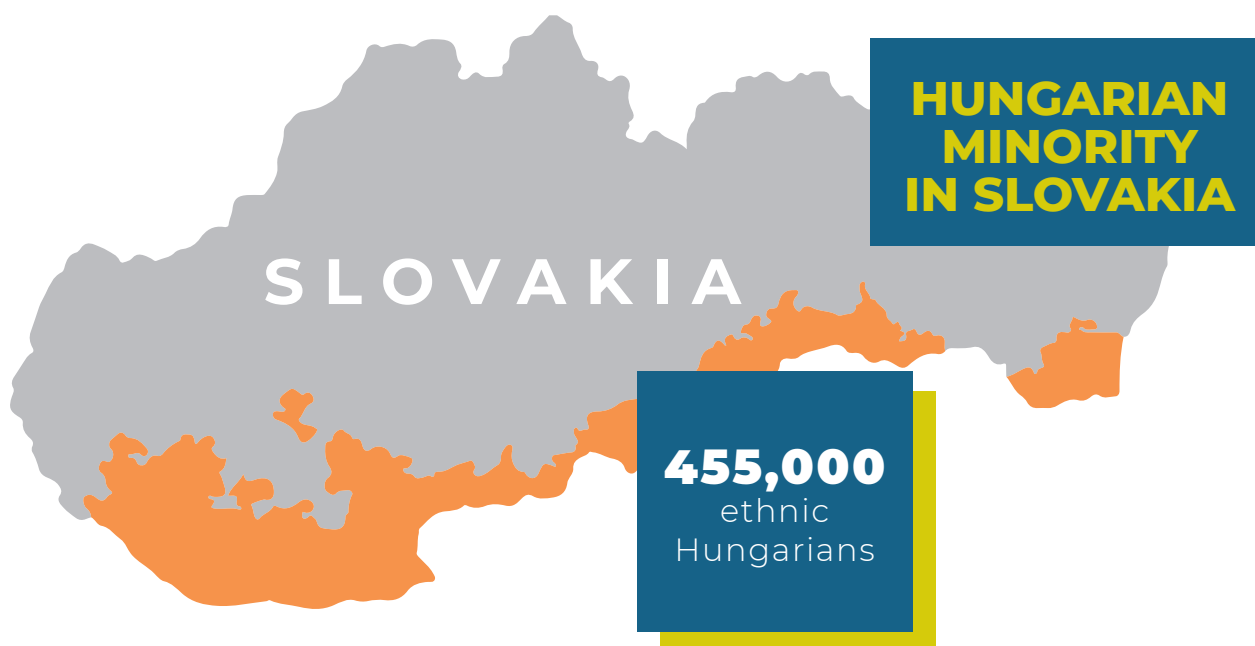 HUNGARIAN
MINORITY
IN SLOVAKIA
SLOVAKIA
455,000
ethnic
Hungarians